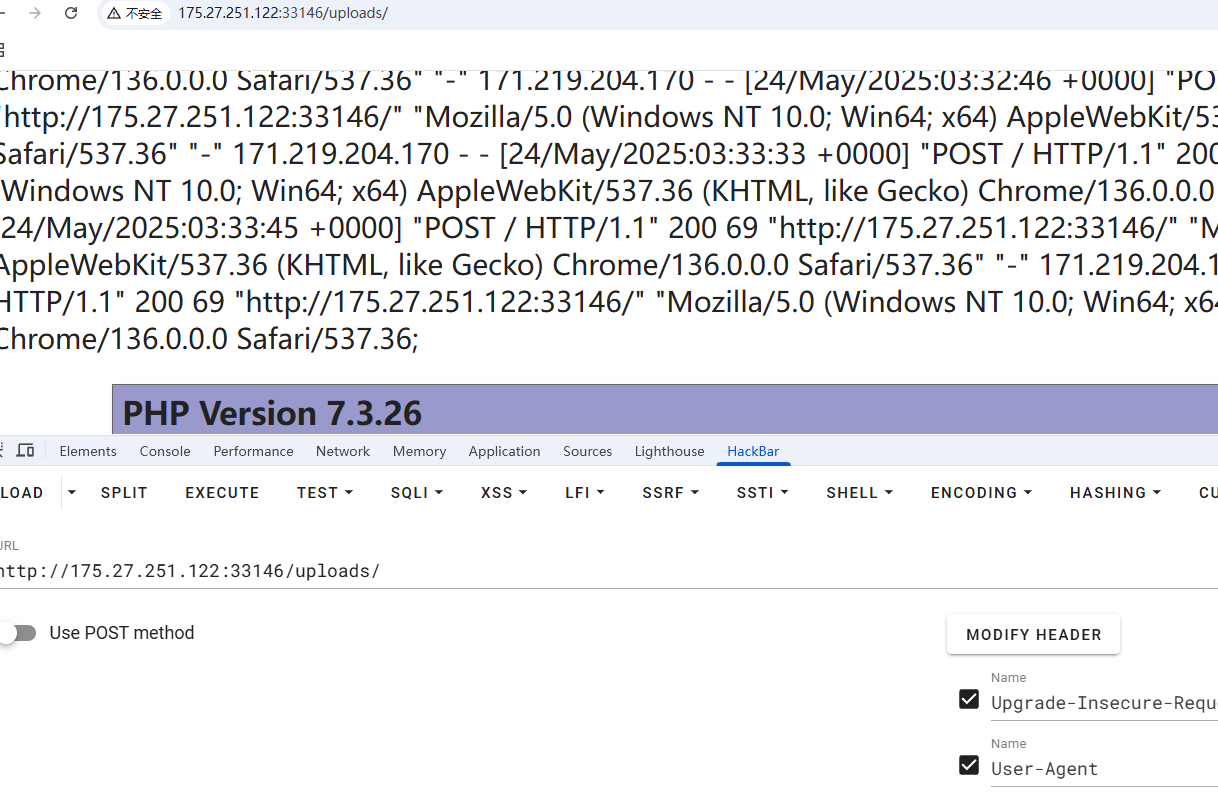 不安全 175.27.251.122:33146/uploads/
Chrome/136.0.0.0 Safari/537.36" "-" 171.219.204.170 - - [24/May/2025:03:32:46 +0000] "PO
"http://175.27.251.122:33146/" "Mozilla/5.0 (Windows NT 10.0; Win64; x64) AppleWebKit/53
Safari/537.36" "-" 171.219.204.170 - - [24/May/2025:03:33:33 +0000] "POST / HTTP/1.1" 200
(Windows NT 10.0; Win64; x64) AppleWebKit/537.36 (KHTML, like Gecko) Chrome/136.0.0.0
[24/May/2025:03:33:45 +0000] "POST / HTTP/1.1" 200 69 "http://175.27.251.122:33146/" "M
AppleWebKit/537.36 (KHTML, like Gecko) Chrome/136.0.0.0 Safari/537.36" "-" 171.219.204.1
HTTP/1.1" 200 69 "http://175.27.251.122:33146/" "Mozilla/5.0 (Windows NT 10.0; Win64; x64
Chrome/136.0.0.0 Safari/537.36;
PHP Version 7.3.26
Elements Console Performance Network Memory Application Sources Lighthouse HackBar
LOAD SPLIT EXECUTE TEST SQLI XSS LFI SSRF SSTI SHELL ENCODING HASHING CU
URL
http://175.27.251.122:33146/uploads/
Use POST method
MODIFY HEADER
Name
Upgrade-Insecure-Reque
Name
User-Agent